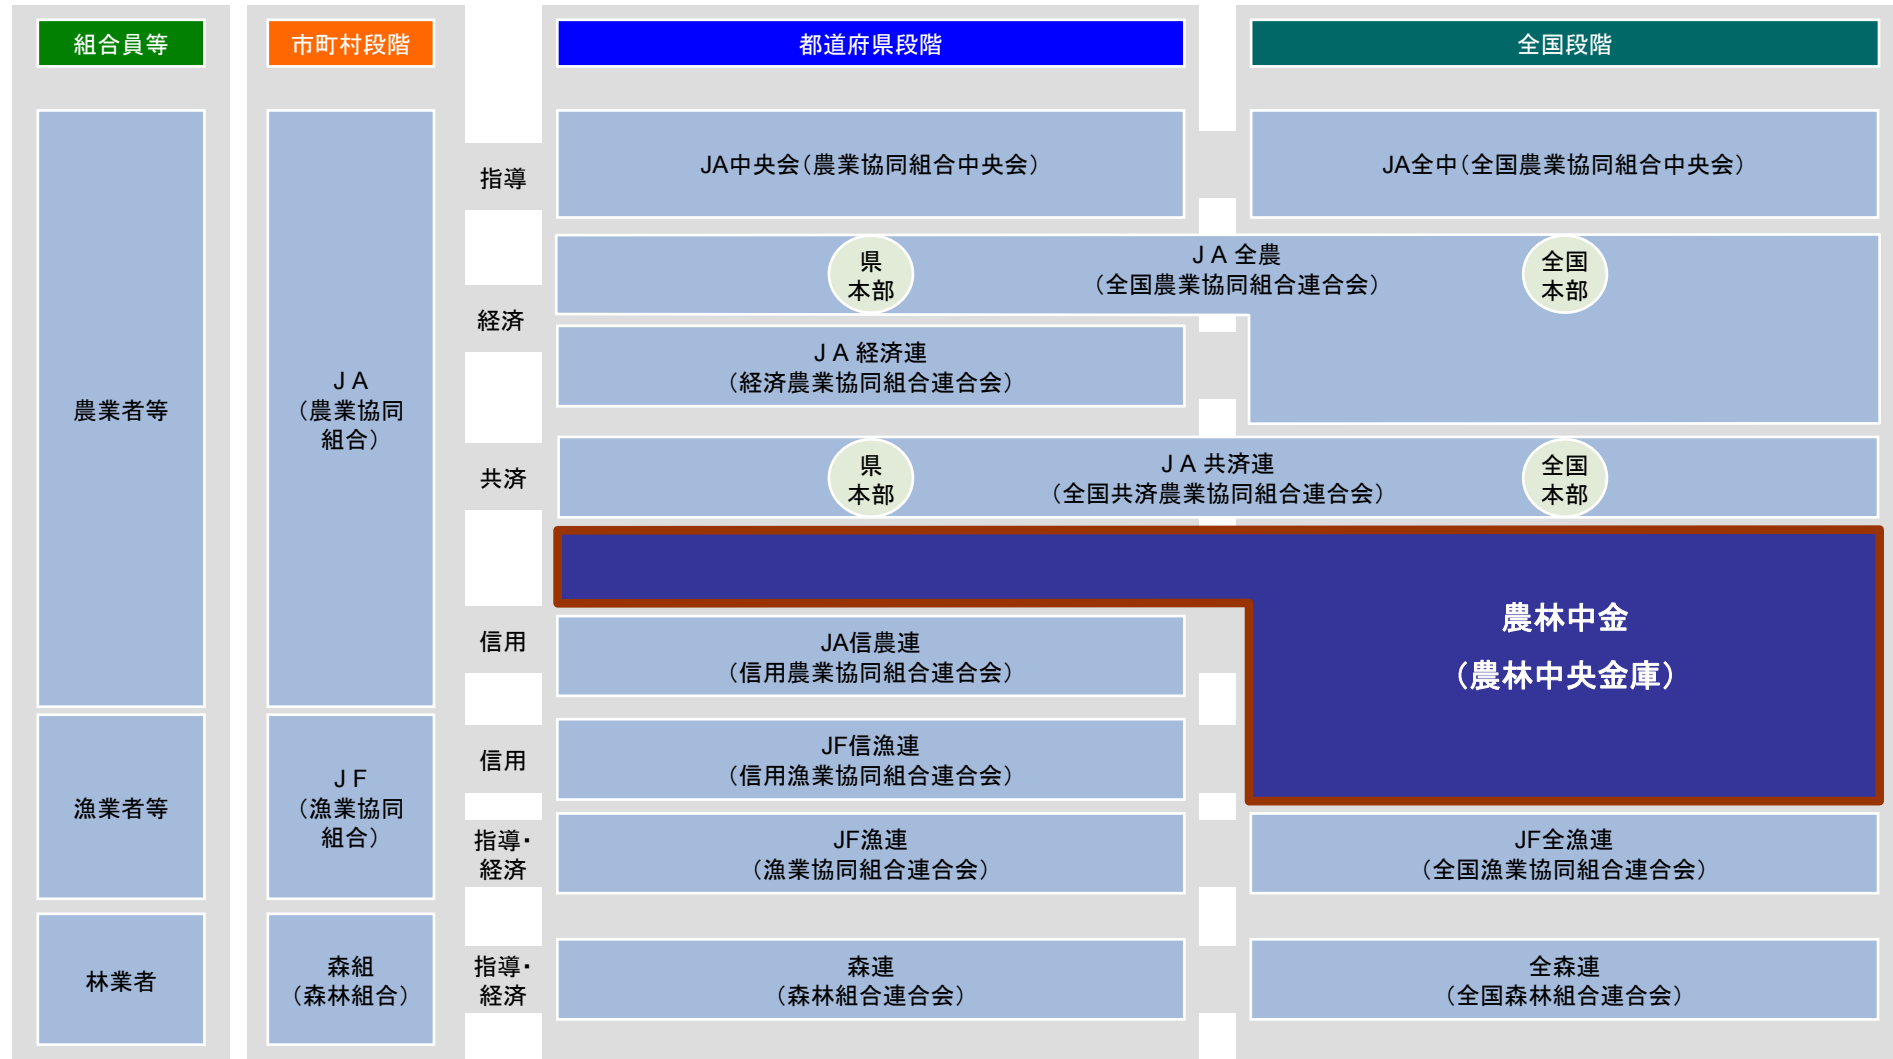 組合員等
市町村段階
都道府県段階
全国段階
農業者等
漁業者等
林業者
J A
(農業協同
組合)
J F
(漁業協同
組合)
森組
(森林組合)
指導
JA中央会(農業協同組合中央会)
JA全中(全国農業協同組合中央会)
経済
県
本部
J A 全農
(全国農業協同組合連合会)
全国
本部
J A 経済連
(経済農業協同組合連合会)
共済
県
本部
J A 共済連
(全国共済農業協同組合連合会)
全国
本部
農林中金
(農林中央金庫)
信用
JA信農連
(信用農業協同組合連合会)
信用
JF信漁連
(信用漁業協同組合連合会)
指導・
経済
JF漁連
(漁業協同組合連合会)
JF全漁連
(全国漁業協同組合連合会)
指導・
経済
森連
(森林組合連合会)
全森連
(全国森林組合連合会)